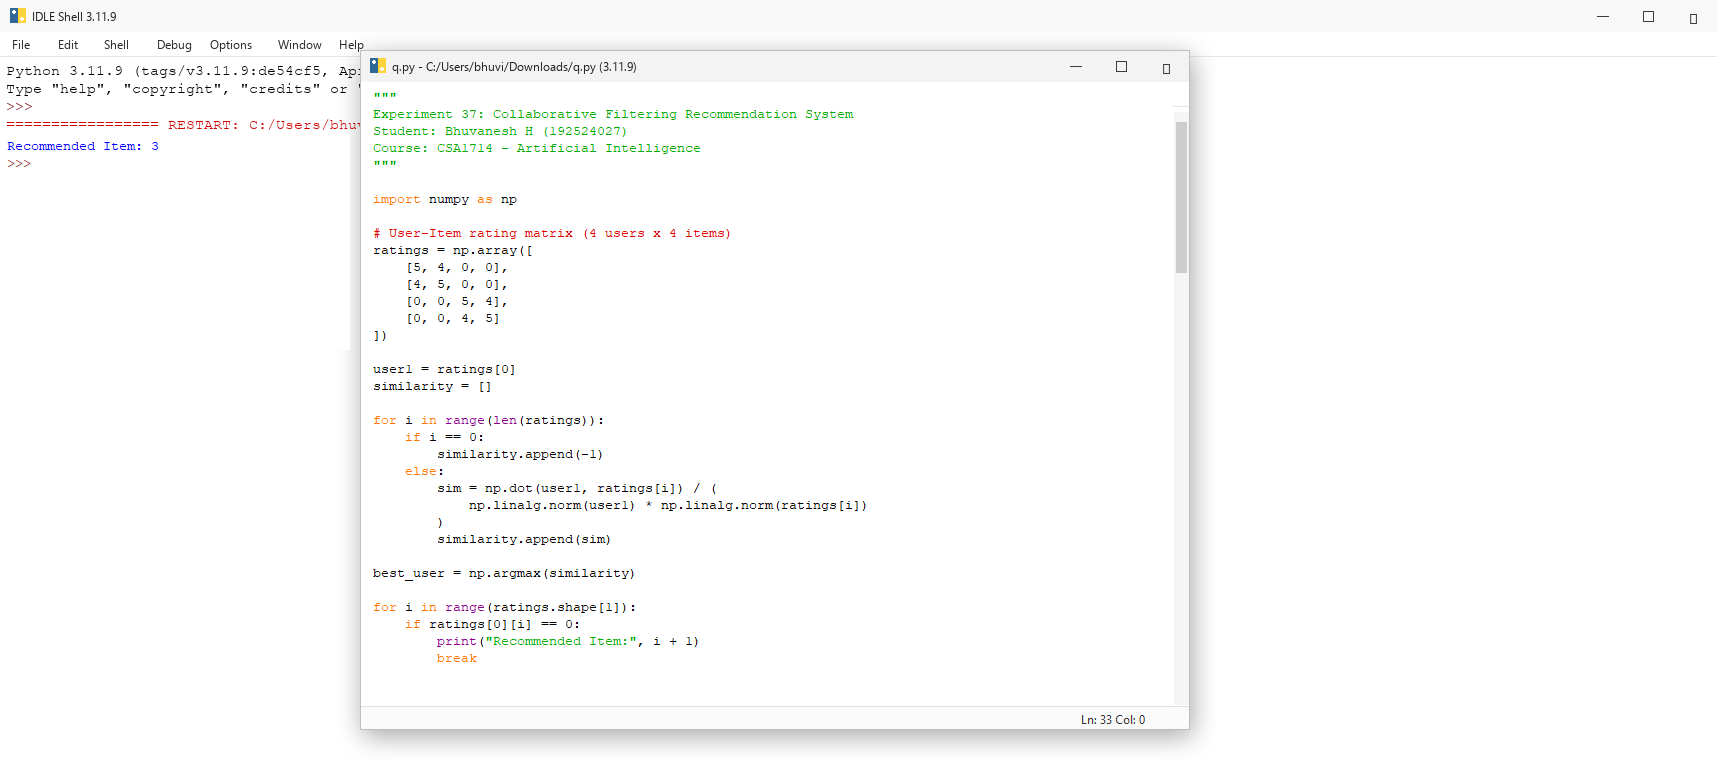 IDLE Shell 3.11.9
File Edit Shell Debug Options Window Help
Python 3.11.9 (tags/v3.11.9:de54cf5,
Type "help", "copyright", "credits" or
>>>
================= RESTART: C:/Users/
Recommended Item: 3
>>>
q.py - C:/Users/bhuvi/Downloads/q.py (3.11.9)
"""
Experiment 37: Collaborative Filtering Recommendation System
Student: Bhuvanesh H (192524027)
Course: CSA1714 - Artificial Intelligence
"""
import numpy as np
# User-Item rating matrix (4 users x 4 items)
ratings = np.array([
    [5, 4, 0, 0],
    [4, 5, 0, 0],
    [0, 0, 5, 4],
    [0, 0, 4, 5]
])
user1 = ratings[0]
similarity = []
for i in range(len(ratings)):
    if i == 0:
        similarity.append(-1)
    else:
        sim = np.dot(user1, ratings[i]) / (
            np.linalg.norm(user1) * np.linalg.norm(ratings[i])
        )
        similarity.append(sim)
best_user = np.argmax(similarity)
for i in range(ratings.shape[1]):
    if ratings[0][i] == 0:
        print("Recommended Item:", i + 1)
        break
Ln: 33 Col: 0